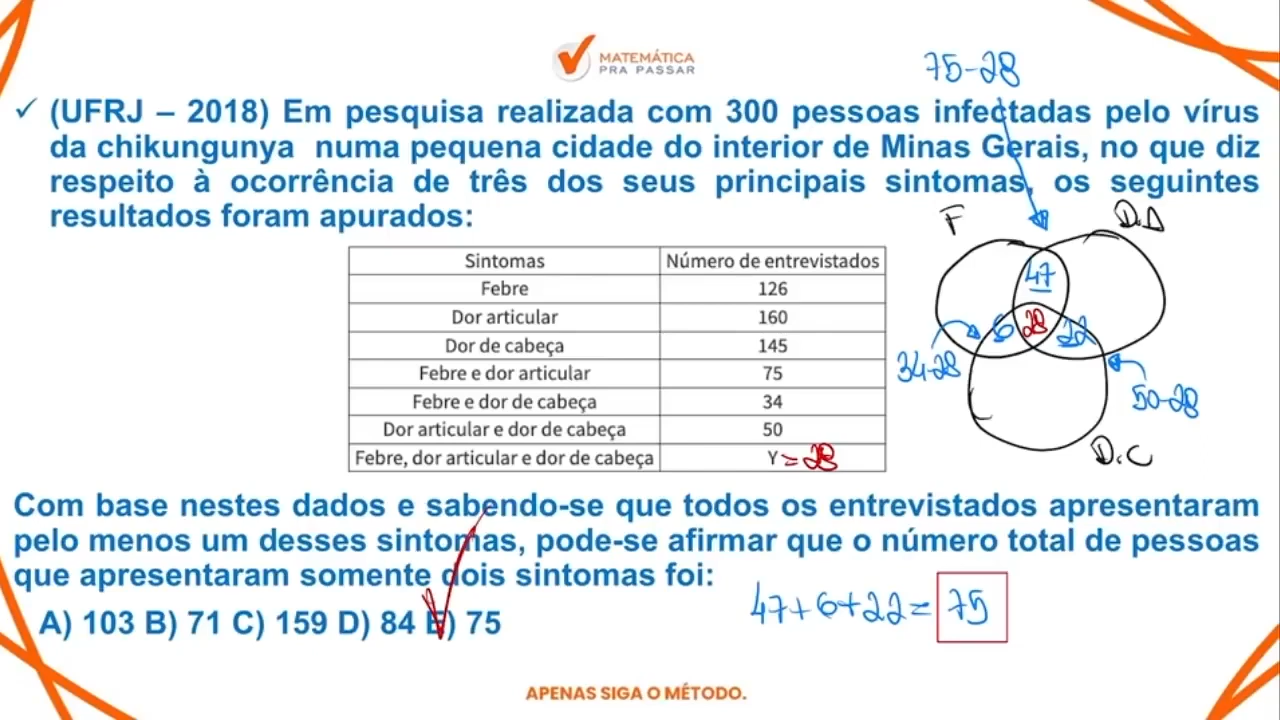 MATEMÁTICA
PRA PASSAR
75-28
✓ (UFRJ – 2018) Em pesquisa realizada com 300 pessoas infectadas pelo vírus
da chikungunya numa pequena cidade do interior de Minas Gerais, no que diz
respeito à ocorrência de três dos seus principais sintomas, os seguintes
resultados foram apurados:
Sintomas Número de entrevistados
Febre 126
Dor articular 160
Dor de cabeça 145
Febre e dor articular 75
Febre e dor de cabeça 34
Dor articular e dor de cabeça 50
Febre, dor articular e dor de cabeça Y = 28
F D.A
47
6 28 22
34-28
50-28
D.C
Com base nestes dados e sabendo-se que todos os entrevistados apresentaram
pelo menos um desses sintomas, pode-se afirmar que o número total de pessoas
que apresentaram somente dois sintomas foi:
47+6+22= 75
A) 103 B) 71 C) 159 D) 84 E) 75
APENAS SIGA O MÉTODO.